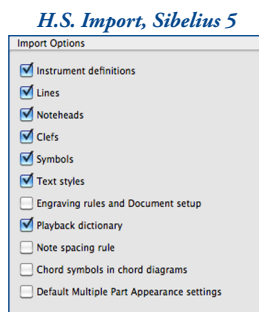 H.S. Import, Sibelius 5
Import Options
Instrument definitions
Lines
Noteheads
Clefs
Symbols
Text styles
Engraving rules and Document setup
Playback dictionary
Note spacing rule
Chord symbols in chord diagrams
Default Multiple Part Appearance settings